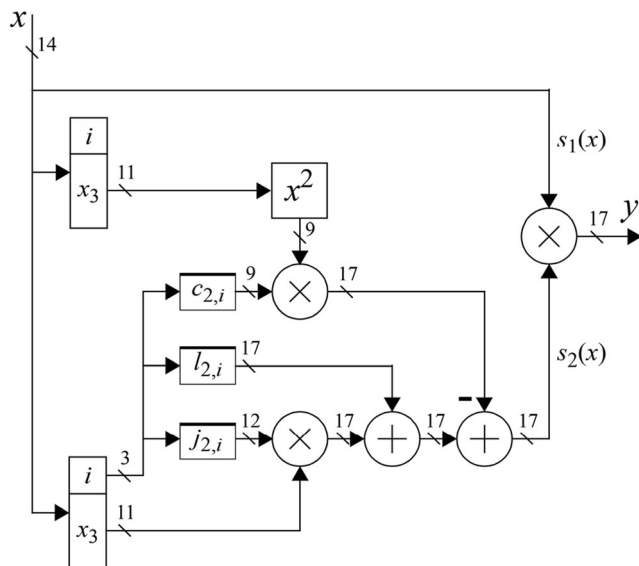 x
14
i
x₃
11
x²
9
s₁(x)
y
17
c₂,ᵢ
9
×
17
×
l₂,ᵢ
17
s₂(x)
j₂,ᵢ
12
×
17
+
17
-
+
17
i
3
x₃
11